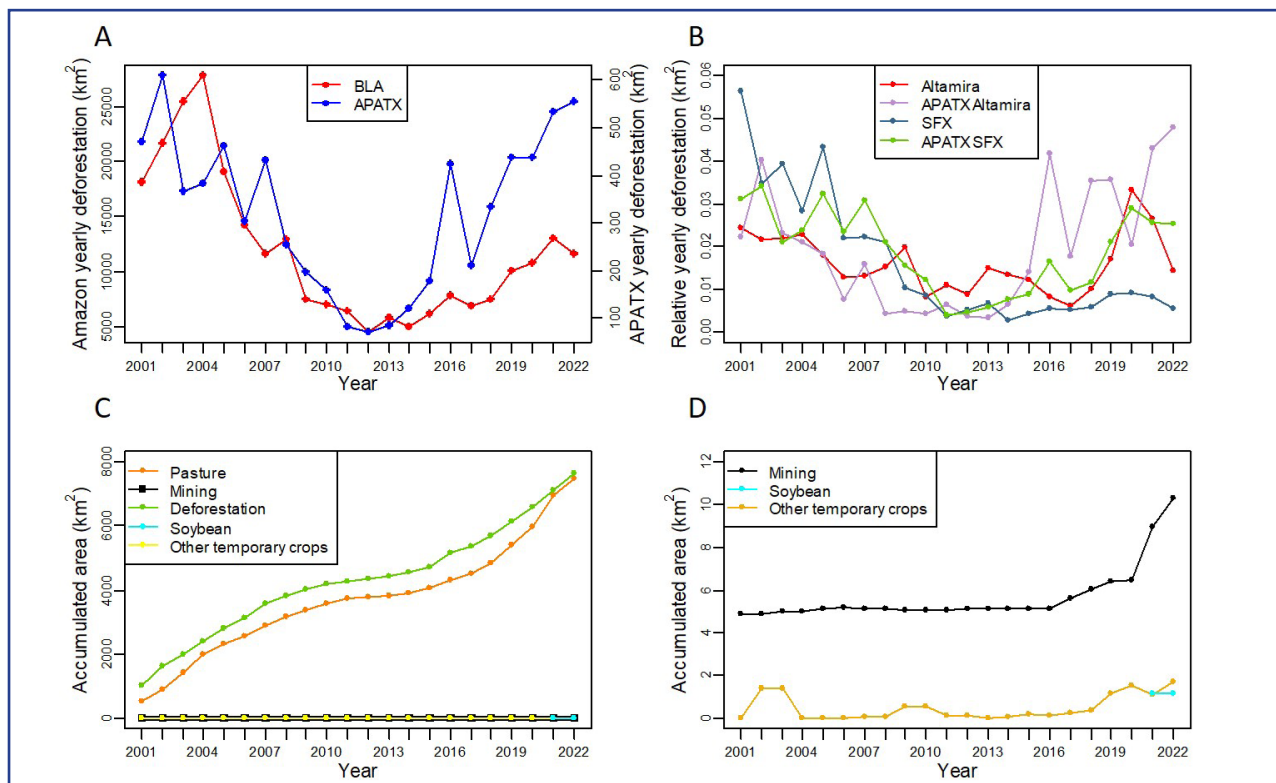 A
Amazon yearly deforestation (km²)
5000 10000 15000 20000 25000
BLA
APATX
100 200 300 400 500 600
APATX yearly deforestation (km²)
2001 2004 2007 2010 2013 2016 2019 2022
Year
B
Relative yearly deforestation (km²)
0.00 0.01 0.02 0.03 0.04 0.05 0.06
Altamira
APATX Altamira
SFX
APATX SFX
2001 2004 2007 2010 2013 2016 2019 2022
Year
C
Accumulated area (km²)
0 2000 4000 6000 8000
Pasture
Mining
Deforestation
Soybean
Other temporary crops
2001 2004 2007 2010 2013 2016 2019 2022
Year
D
Accumulated area (km²)
0 2 4 6 8 10 12
Mining
Soybean
Other temporary crops
2001 2004 2007 2010 2013 2016 2019 2022
Year